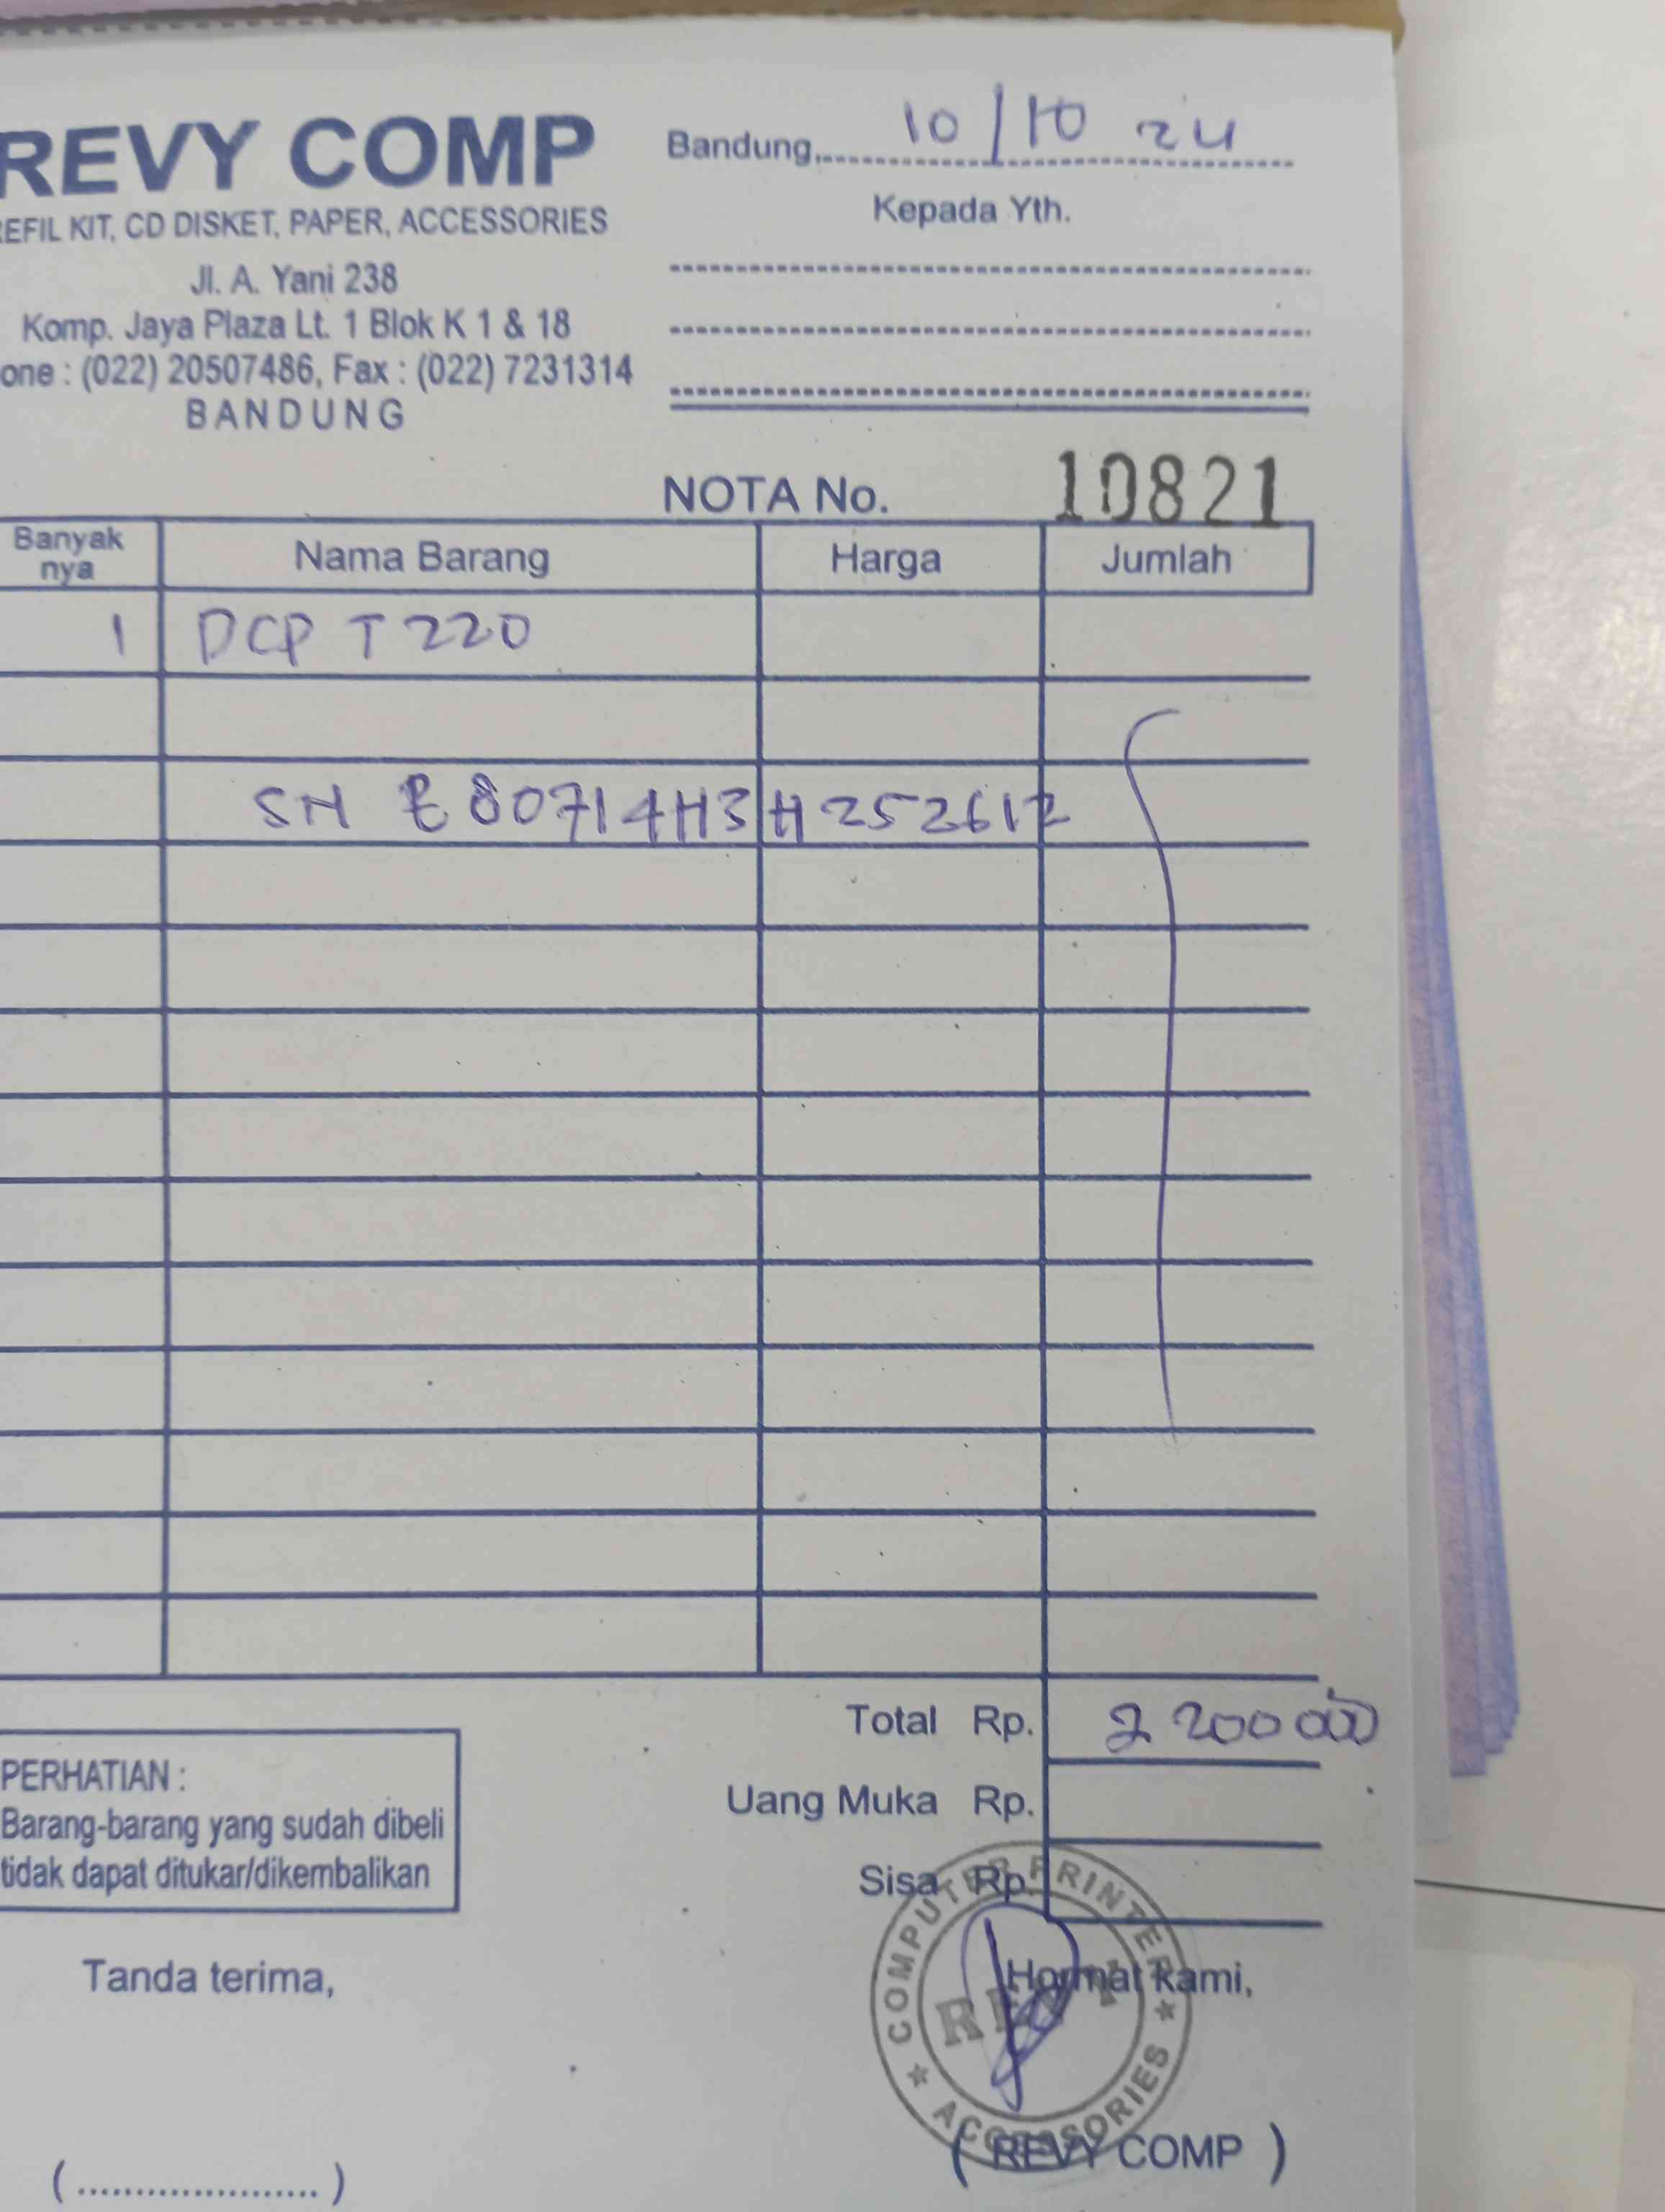 REVY COMP
REFIL KIT, CD DISKET, PAPER, ACCESSORIES
Jl. A. Yani 238
Komp. Jaya Plaza Lt. 1 Blok K 1 & 18
one : (022) 20507486, Fax : (022) 7231314
BANDUNG
Bandung, 10/10 24
Kepada Yth.
NOTA No. 10821
Banyak nya Nama Barang Harga Jumlah
1 DCP T220
SN E80714H3H252612
Total Rp. 2 200 000
Uang Muka Rp.
Sisa Rp.
PERHATIAN :
Barang-barang yang sudah dibeli
tidak dapat ditukar/dikembalikan
Tanda terima,
Hormat kami,
COMPUTER PRINTER
REVY
ACCESSORIES
(.....................)
( REVY COMP )